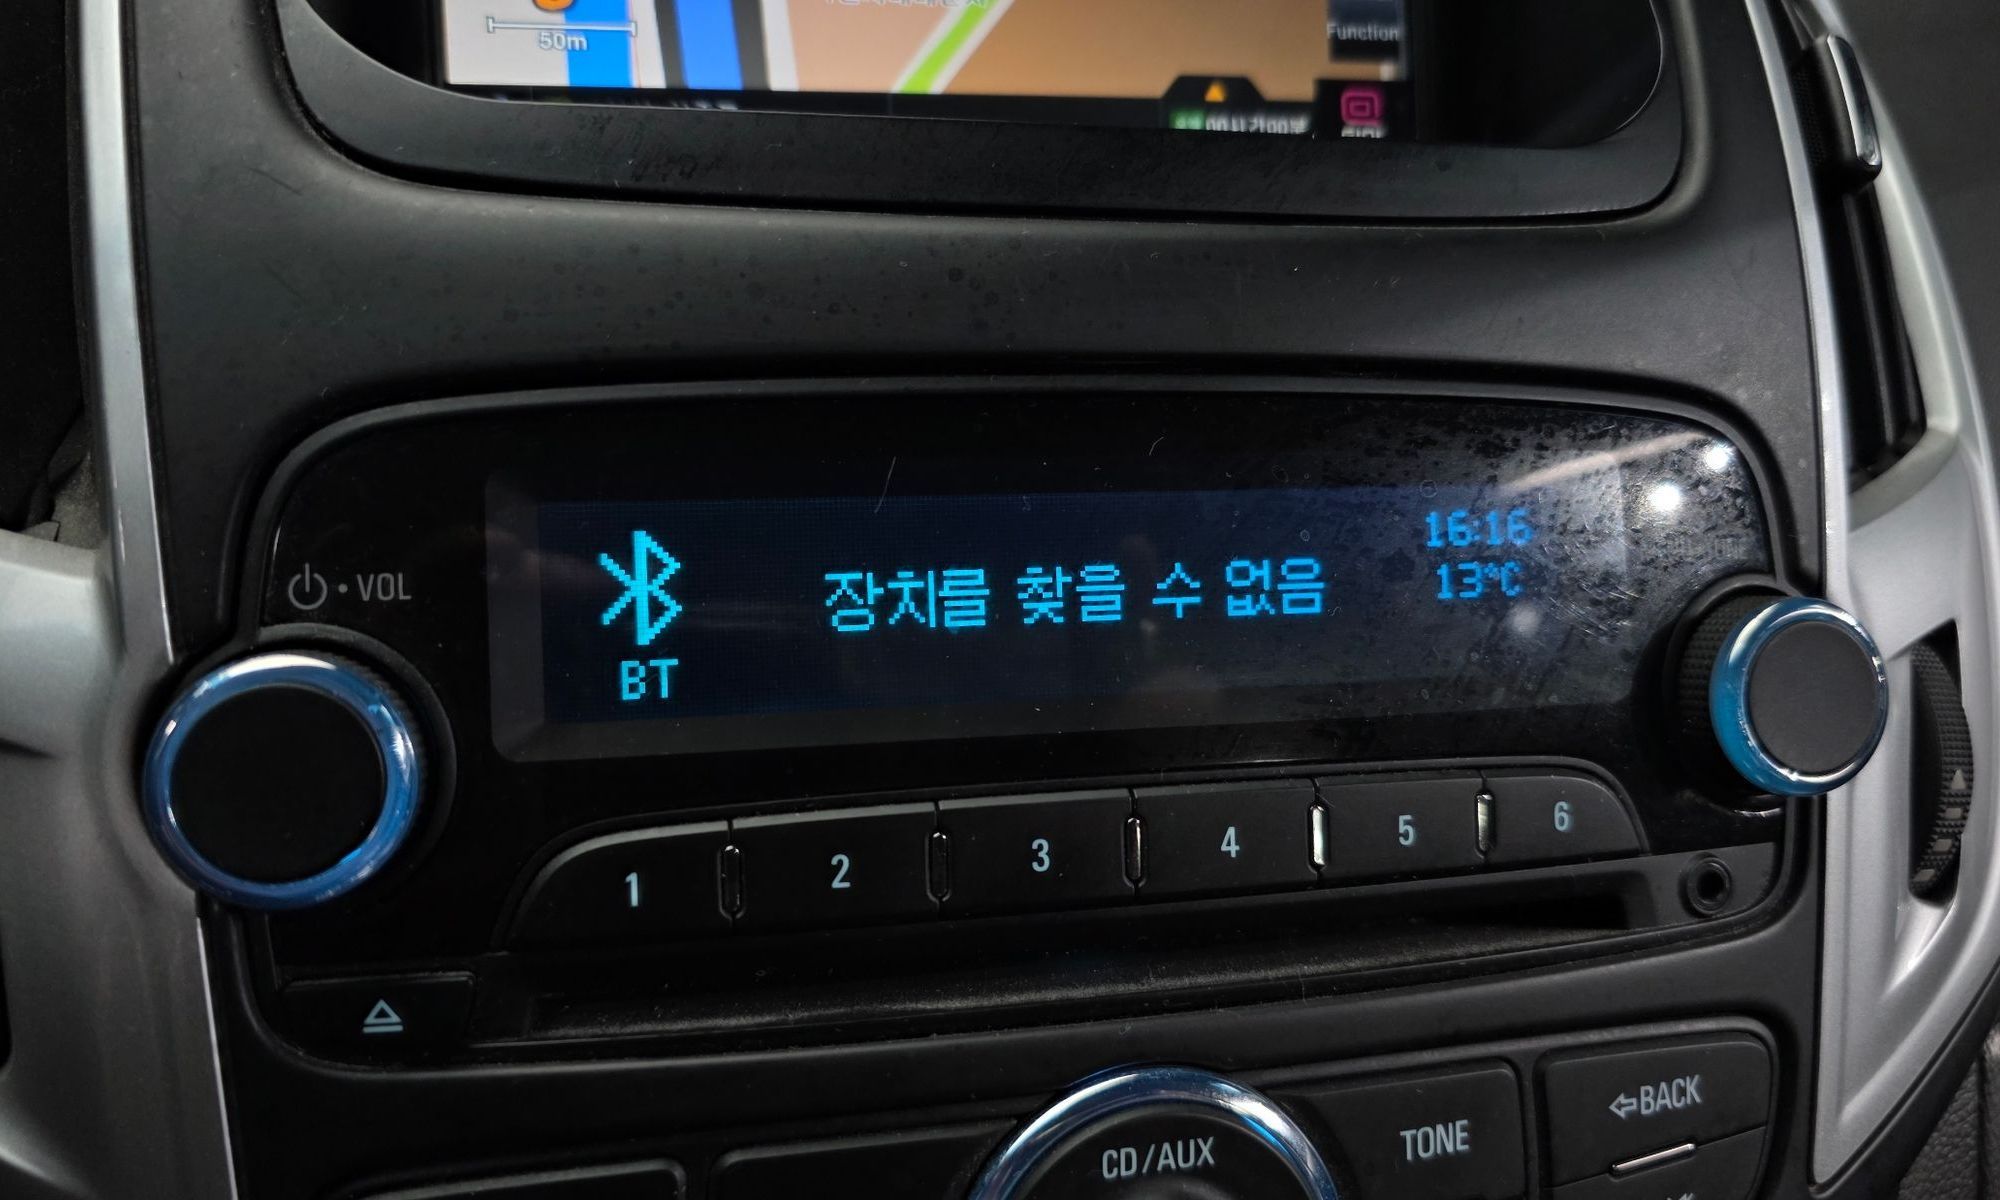 50m
Function
장치를 찾을 수 없음
16:16
13°C
BT
VOL
1 2 3 4 5 6
BACK
TONE
CD/AUX